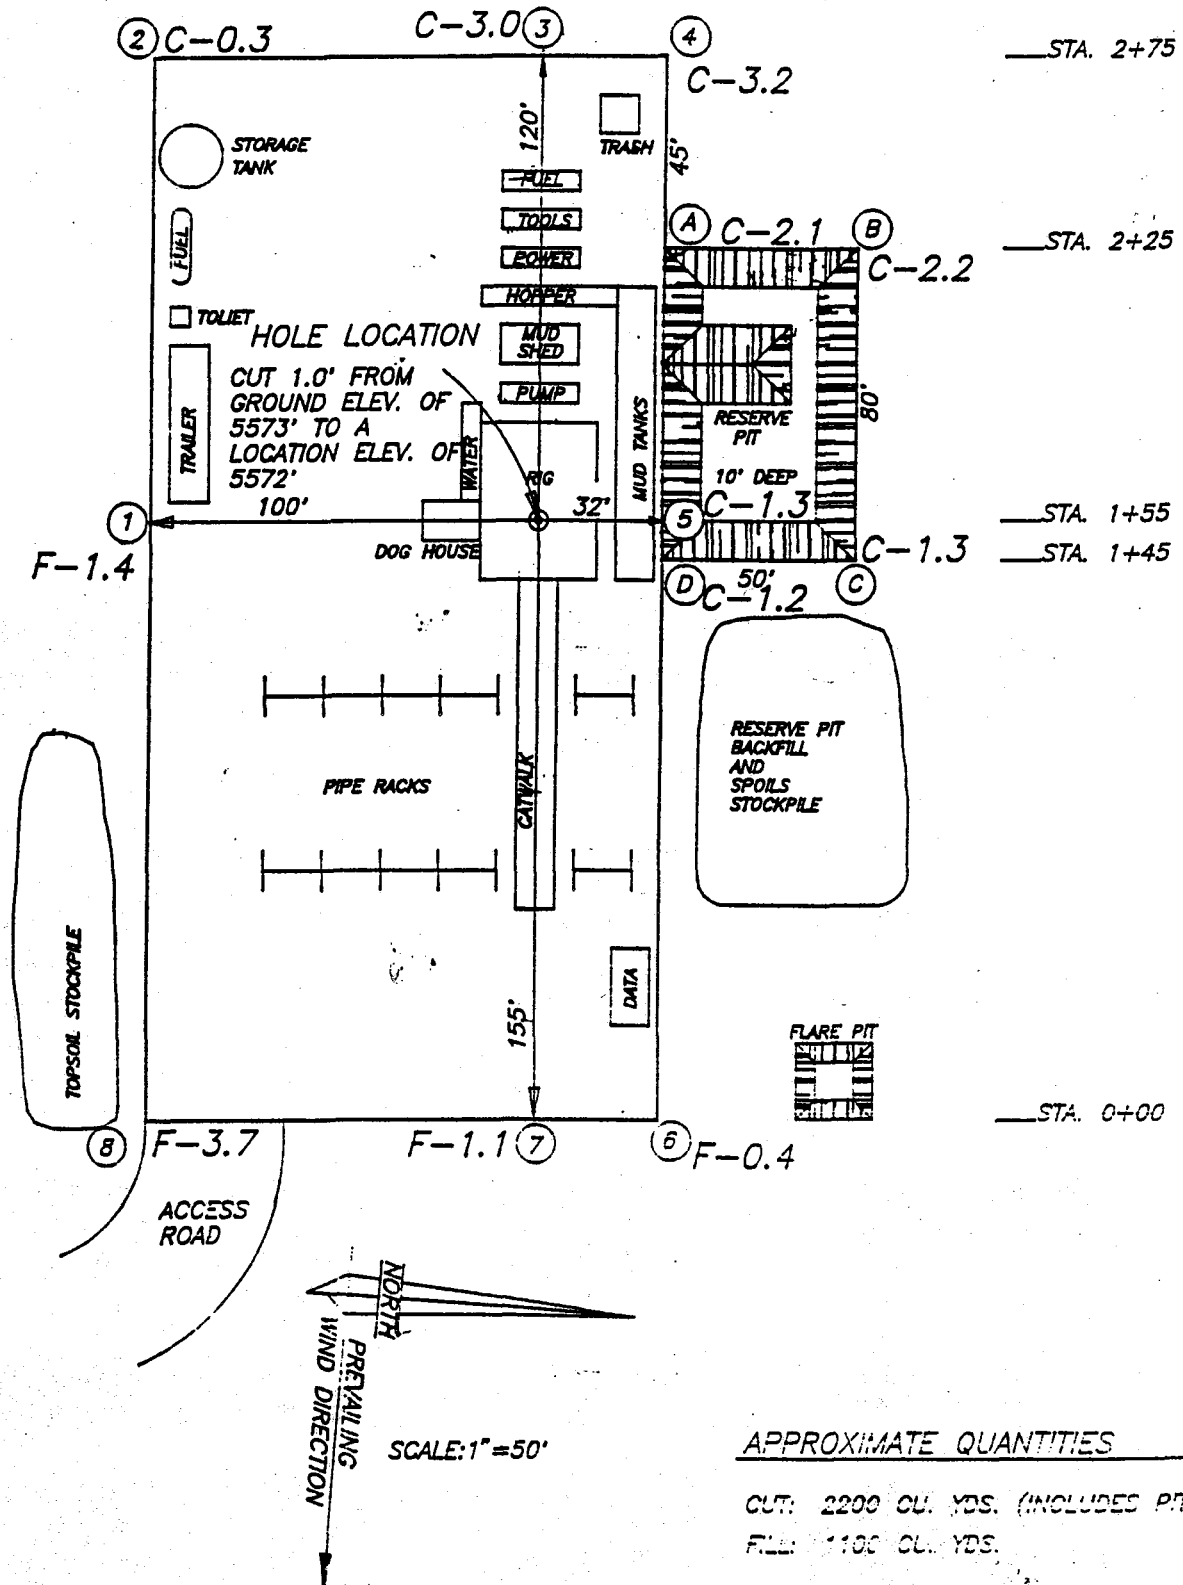 2 C-0.3 C-3.0 3 4
STA. 2+75
C-3.2
120'
STORAGE
TANK
TRASH
45'
FUEL
TOOLS
POWER
HOPPER
MUD
SHED
PUMP
A C-2.1 B
STA. 2+25
C-2.2
FUEL
TOLIET
HOLE LOCATION
CUT 1.0' FROM
GROUND ELEV. OF
5573' TO A
LOCATION ELEV. OF
5572'
TRAILER
WATER
MUD TANKS
RESERVE
PIT
80'
10' DEEP
RIG
1 100' 32' 5 C-1.3
STA. 1+55
DOG HOUSE
F-1.4
C-1.3
STA. 1+45
D 50' C
C-1.2
PIPE RACKS
CATWALK
RESERVE PIT
BACKFILL
AND
SPOILS
STOCKPILE
TOPSOIL STOCKPILE
DATA
155'
FLARE PIT
STA. 0+00
8 F-3.7 F-1.1 7 6 F-0.4
ACCESS
ROAD
NORTH
PREVAILING
WIND DIRECTION
SCALE: 1"=50'
APPROXIMATE QUANTITIES
CUT: 2200 CU. YDS. (INCLUDES PIT
FILL: 1100 CU. YDS.